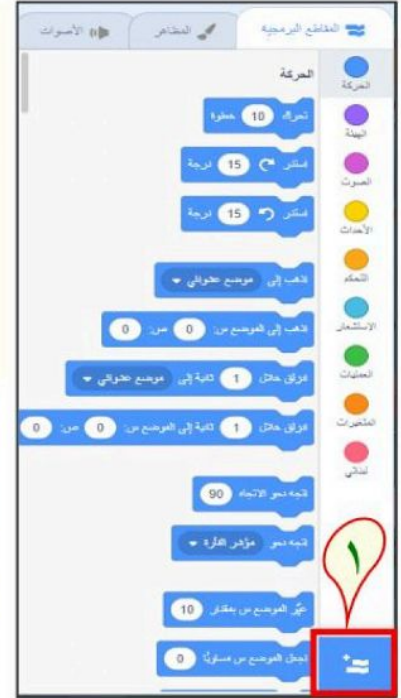 المقاطع البرمجية
المظاهر
الأصوات
الحركة
تحرك 10 خطوة
استدر 15 درجة
استدر 15 درجة
اذهب إلى موضع عشوائي
اذهب إلى الموضع س: 0 ص: 0
انزلق خلال 1 ثانية إلى موضع عشوائي
انزلق خلال 1 ثانية إلى الموضع س: 0 ص: 0
اتجه نحو الاتجاه 90
اتجه نحو مؤشر الفأرة
غيّر الموضع س بمقدار 10
اجعل الموضع س مساويًا 0
الحركة
الهيئة
الصوت
الأحداث
التحكم
الاستشعار
العمليات
المتغيرات
لبناتي
١